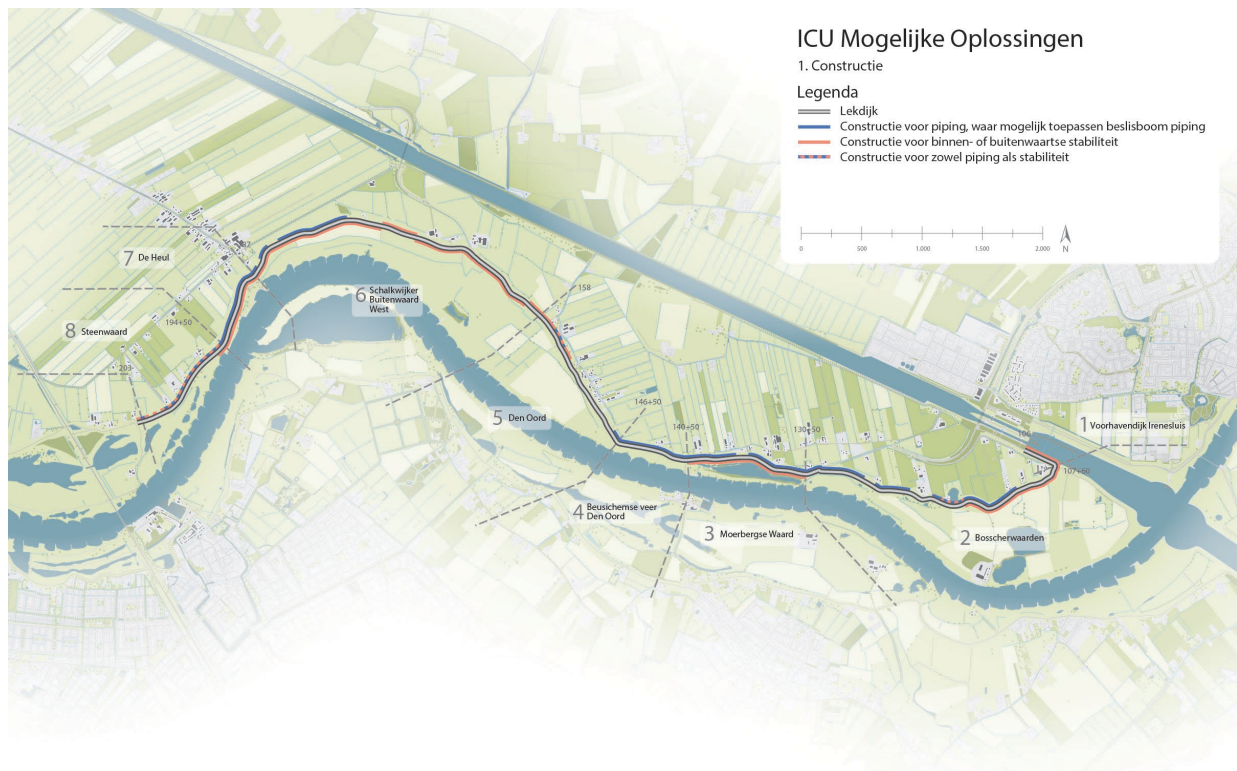 ICU Mogelijke Oplossingen
1. Constructie
Legenda
Lekdijk
Constructie voor piping, waar mogelijk toepassen beslisboom piping
Constructie voor binnen- of buitenwaartse stabiliteit
Constructie voor zowel piping als stabiliteit
0 500 1.000 1.500 2.000
N
7 De Heul
6 Schalkwijker
Buitenwaard
West
158
8 Steenwaard
194+50
203
5 Den Oord
146+50
140+50
130+50
1 Voorhavendijk Irenesluis
106
107+60
4 Beusichemse veer
Den Oord
3 Moerbergse Waard
2 Bosscherwaarden